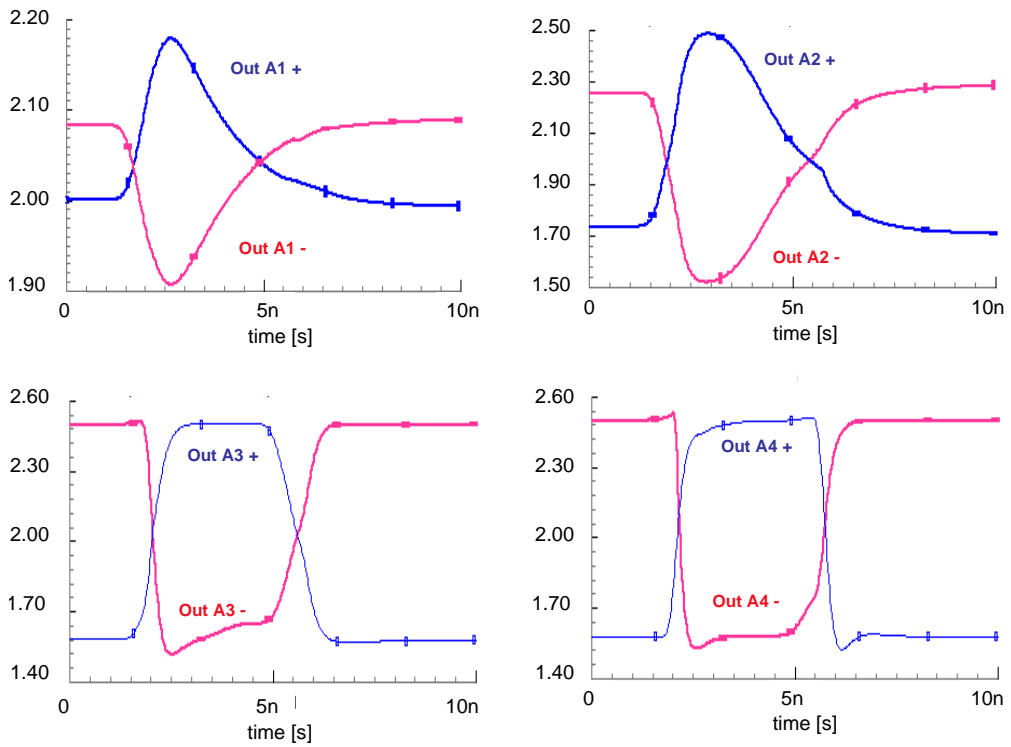 2.20
2.10
2.00
1.90
Out A1 +
Out A1 -
0
5n
10n
time [s]
2.50
2.30
2.10
1.90
1.70
1.50
Out A2 +
Out A2 -
0
5n
10n
time [s]
2.60
2.30
2.00
1.70
1.40
Out A3 +
Out A3 -
0
5n
10n
time [s]
2.60
2.30
2.00
1.70
1.40
Out A4 +
Out A4 -
0
5n
10n
time [s]